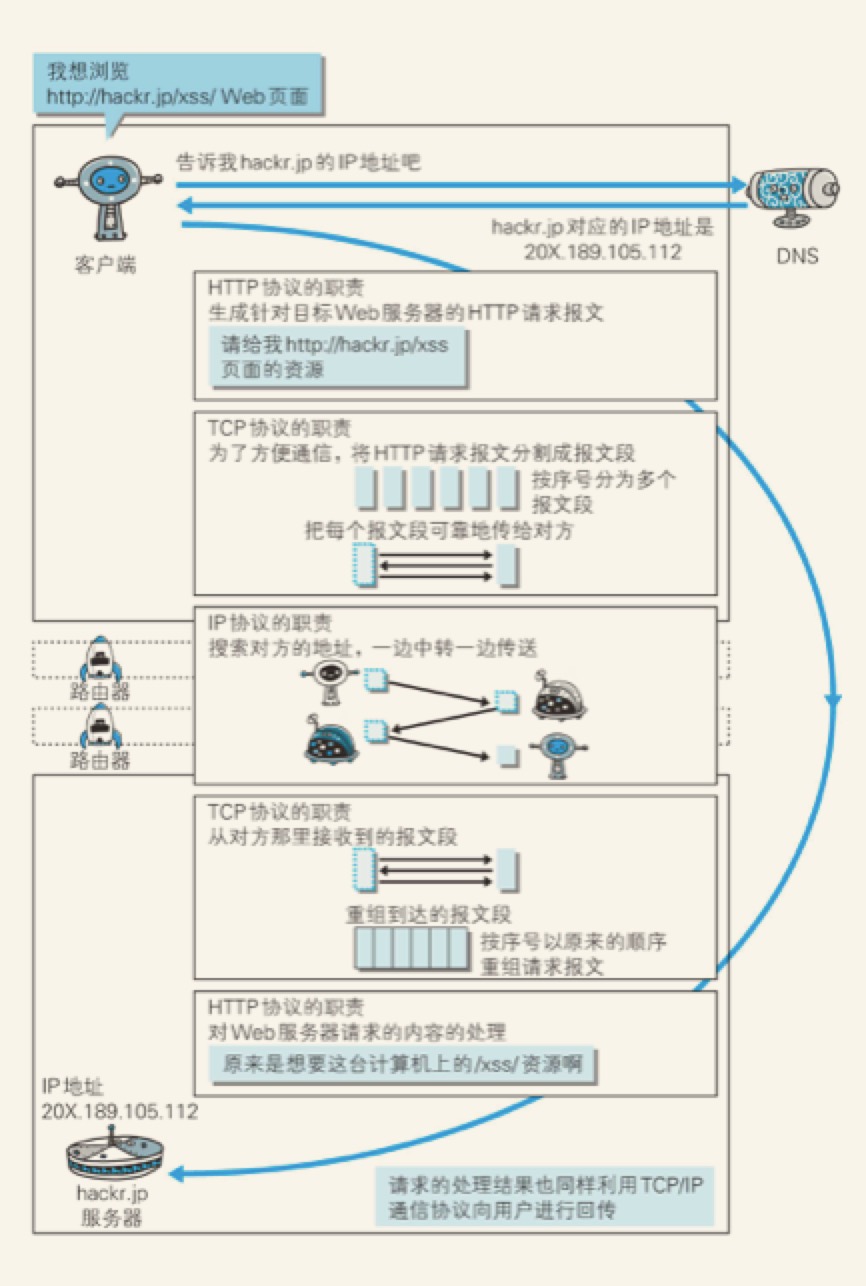 我想浏览
http://hackr.jp/xss/ Web页面
告诉我hackr.jp的IP地址吧
hackr.jp对应的IP地址是
20X.189.105.112
客户端
DNS
HTTP协议的职责
生成针对目标Web服务器的HTTP请求报文
请给我http://hackr.jp/xss
页面的资源
TCP协议的职责
为了方便通信，将HTTP请求报文分割成报文段
按序号分为多个
报文段
把每个报文段可靠地传给对方
IP协议的职责
搜索对方的地址，一边中转一边传送
路由器
路由器
TCP协议的职责
从对方那里接收到的报文段
重组到达的报文段
按序号以原来的顺序
重组请求报文
HTTP协议的职责
对Web服务器请求的内容的处理
原来是想要这台计算机上的/xss/资源啊
IP地址
20X.189.105.112
hackr.jp
服务器
请求的处理结果也同样利用TCP/IP
通信协议向用户进行回传